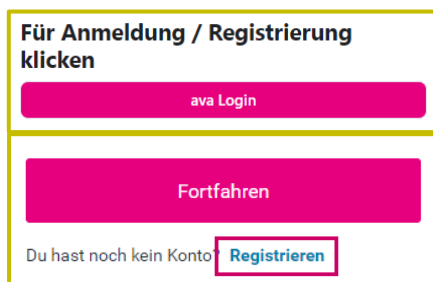 Für Anmeldung / Registrierung
klicken
ava Login
Fortfahren
Du hast noch kein Konto? Registrieren